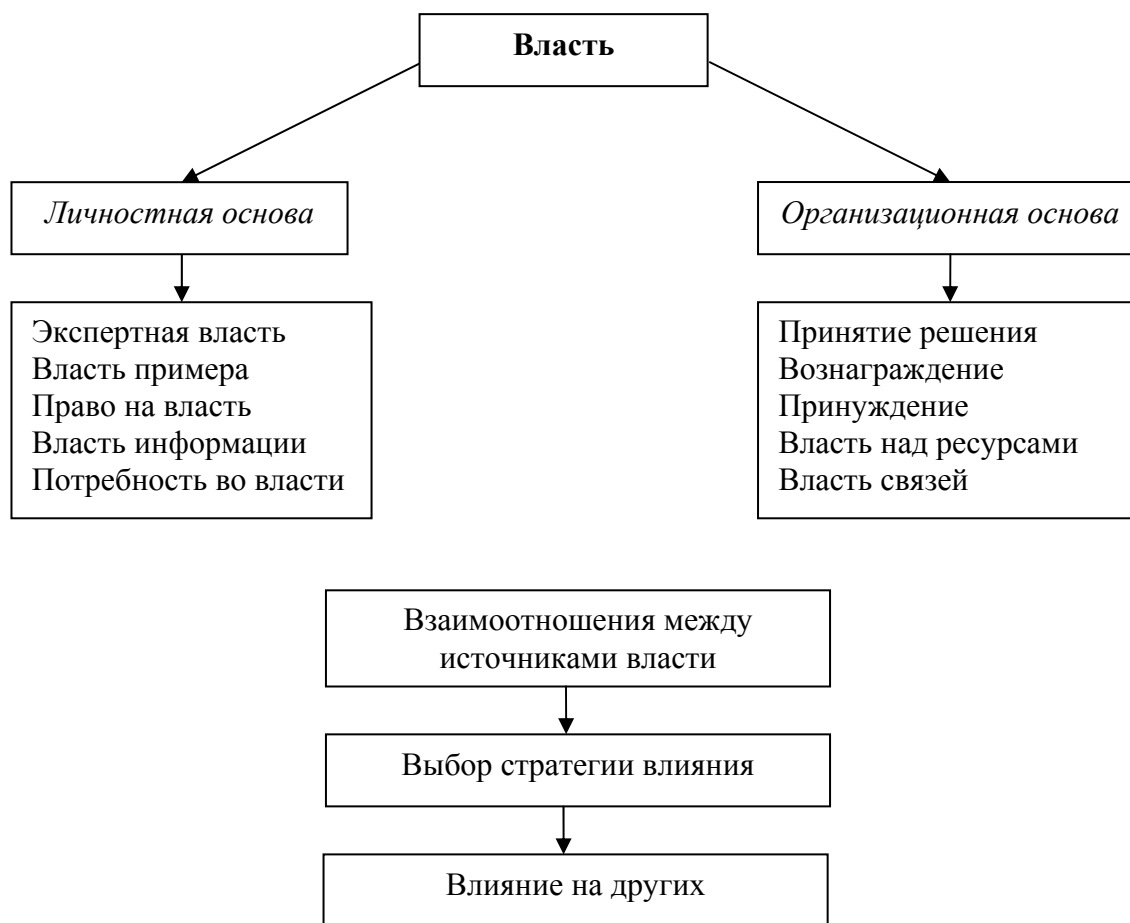 Власть
Личностная основа
Организационная основа
Экспертная власть
Власть примера
Право на власть
Власть информации
Потребность во власти
Принятие решения
Вознаграждение
Принуждение
Власть над ресурсами
Власть связей
Взаимоотношения между
источниками власти
Выбор стратегии влияния
Влияние на других